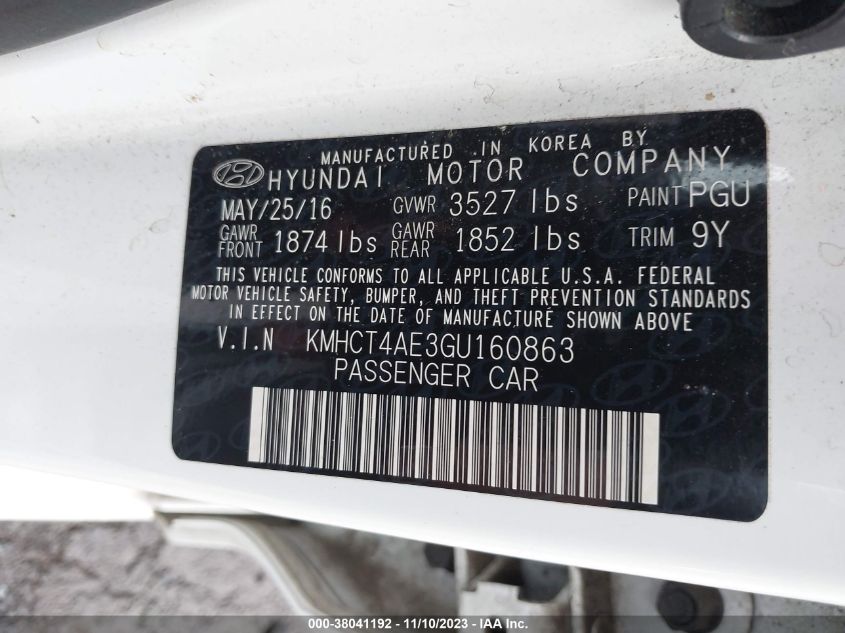 MANUFACTURED IN KOREA BY
HYUNDAI MOTOR COMPANY
MAY/25/16 GVWR 3527 lbs PAINT PGU
GAWR FRONT 1874 lbs GAWR REAR 1852 lbs TRIM 9Y
THIS VEHICLE CONFORMS TO ALL APPLICABLE U.S.A. FEDERAL
MOTOR VEHICLE SAFETY, BUMPER, AND THEFT PREVENTION STANDARDS
IN EFFECT ON THE DATE OF MANUFACTURE SHOWN ABOVE
V.I.N KMHCT4AE3GU160863
PASSENGER CAR
000-38041192 - 11/10/2023 - IAA Inc.